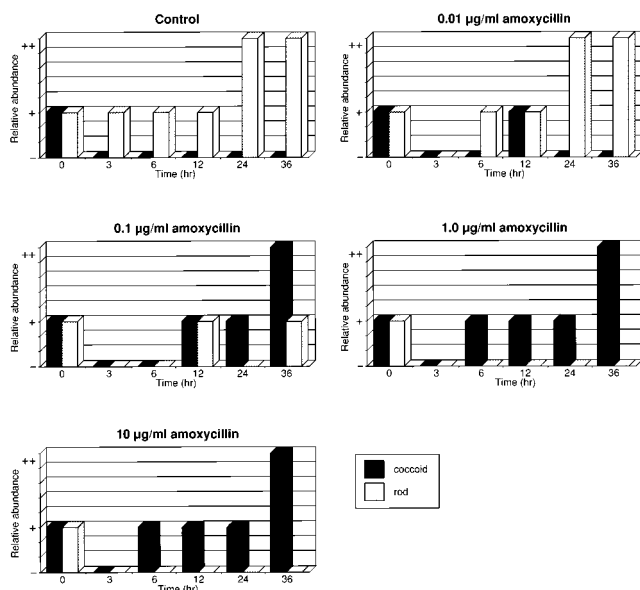 Control
Relative abundance
++
+
–
0 3 6 12 24 36
Time (hr)
0.01 µg/ml amoxycillin
Relative abundance
++
+
–
0 3 6 12 24 36
Time (hr)
0.1 µg/ml amoxycillin
Relative abundance
++
+
–
0 3 6 12 24 36
Time (hr)
1.0 µg/ml amoxycillin
Relative abundance
++
+
–
0 3 6 12 24 36
Time (hr)
10 µg/ml amoxycillin
Relative abundance
++
+
–
0 3 6 12 24 36
Time (hr)
coccoid
rod